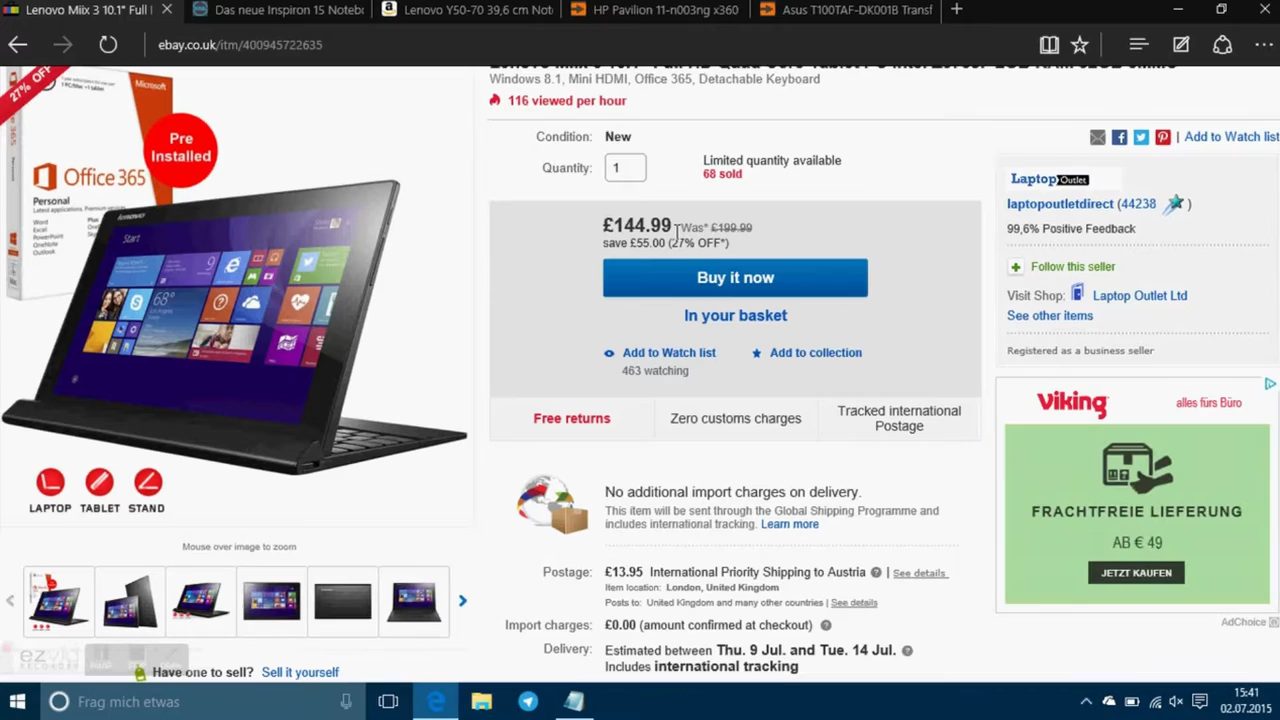 Lenovo Miix 3 10.1" Full
Das neue Inspiron 15 Notebo
Lenovo Y50-70 39,6 cm Not
HP Pavilion 11-n003ng x360
Asus T100TAF-DK001B Transf
ebay.co.uk/itm/400945722635
27% OFF
Microsoft
Pre
Installed
Office 365
Personal
Word
Excel
PowerPoint
OneNote
Outlook
lenovo
Start
68°
LAPTOP TABLET STAND
Mouse over image to zoom
Have one to sell? Sell it yourself
Windows 8.1, Mini HDMI, Office 365, Detachable Keyboard
116 viewed per hour
Condition: New
Quantity: 1
Limited quantity available
68 sold
£144.99 Was* £199.99
save £55.00 (27% OFF*)
Buy it now
In your basket
Add to Watch list
Add to collection
463 watching
Free returns
Zero customs charges
Tracked international
Postage
No additional import charges on delivery.
This item will be sent through the Global Shipping Programme and
includes international tracking. Learn more
Postage: £13.95 International Priority Shipping to Austria | See details
Item location: London, United Kingdom
Posts to: United Kingdom and many other countries | See details
Import charges: £0.00 (amount confirmed at checkout)
Delivery: Estimated between Thu. 9 Jul. and Tue. 14 Jul.
Includes international tracking
| Add to Watch list
Laptop Outlet
laptopoutletdirect (44238 )
99,6% Positive Feedback
Follow this seller
Visit Shop: Laptop Outlet Ltd
See other items
Registered as a business seller
Viking
alles fürs Büro
FRACHTFREIE LIEFERUNG
AB € 49
JETZT KAUFEN
AdChoice
Frag mich etwas
15:41
02.07.2015